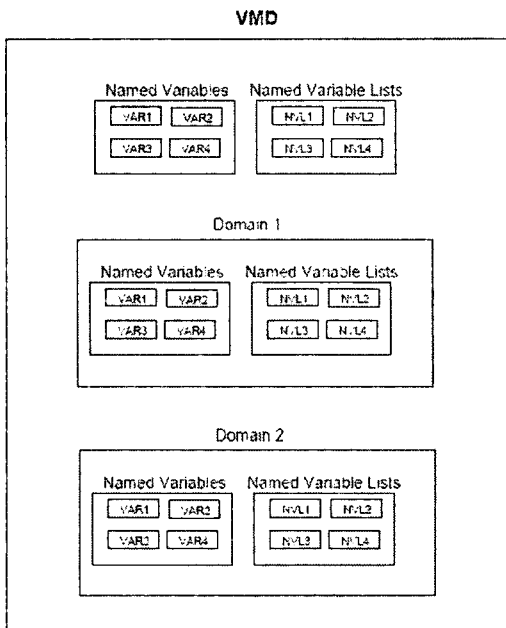 VMD
Named Variables Named Variable Lists
VAR1 VAR2 NVL1 NVL2
VAR3 VAR4 NVL3 NVL4
Domain 1
Named Variables Named Variable Lists
VAR1 VAR2 NVL1 NVL2
VAR3 VAR4 NVL3 NVL4
Domain 2
Named Variables Named Variable Lists
VAR1 VAR2 NVL1 NVL2
VAR3 VAR4 NVL3 NVL4